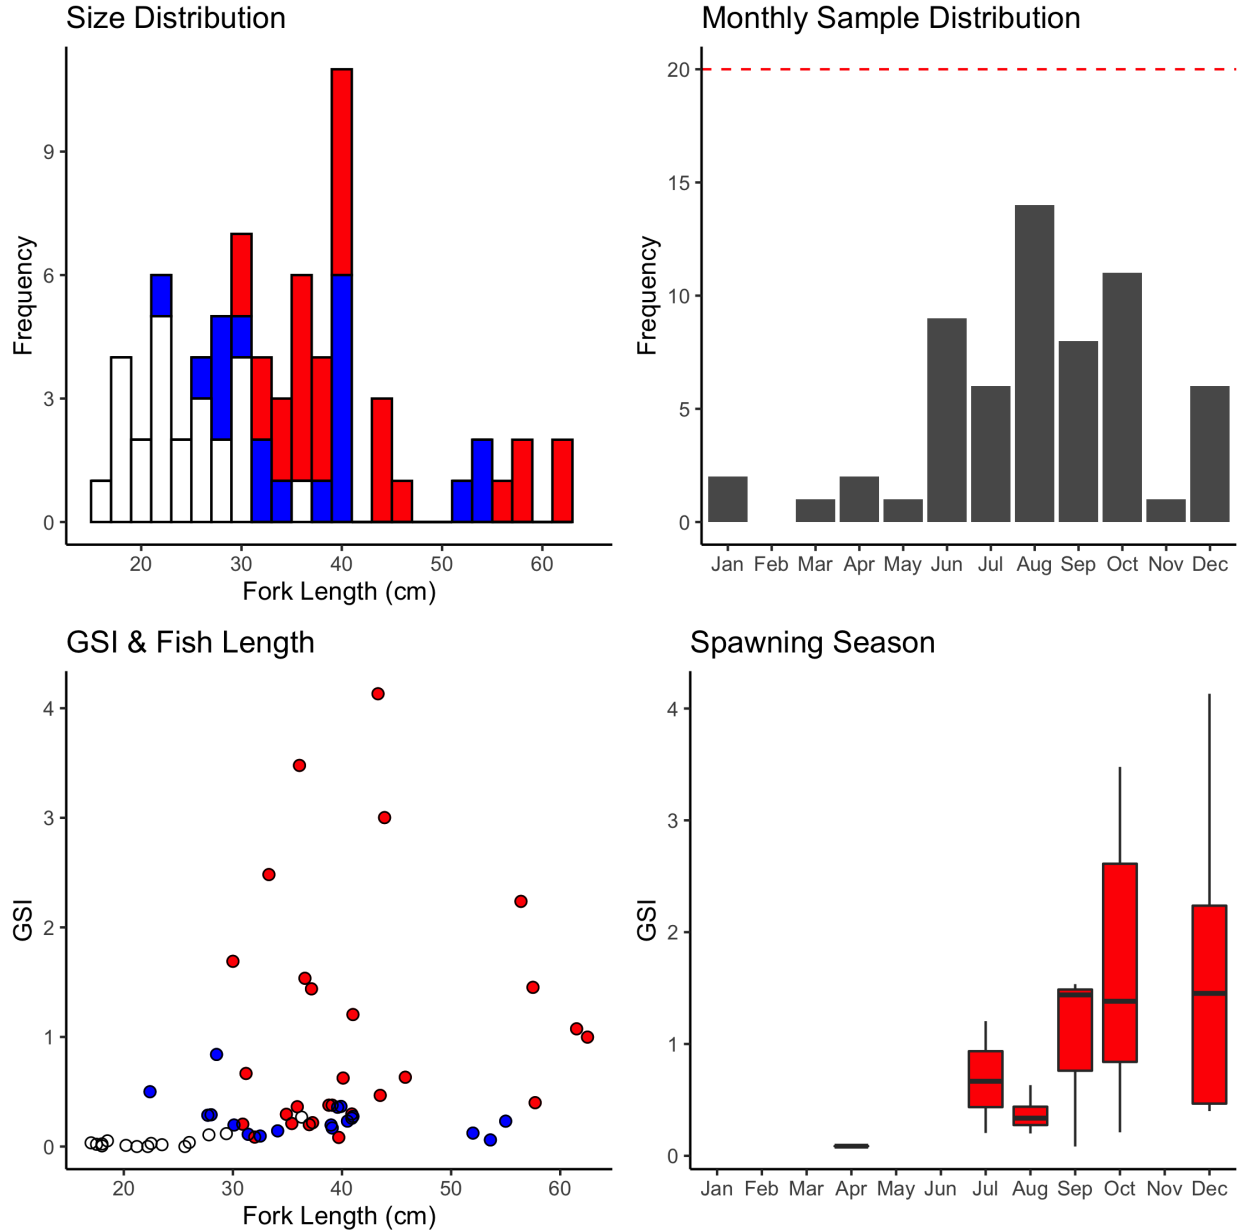 Size Distribution
Frequency
9
6
3
0
20 30 40 50 60
Fork Length (cm)
Monthly Sample Distribution
Frequency
20
15
10
5
0
Jan Feb Mar Apr May Jun Jul Aug Sep Oct Nov Dec
GSI & Fish Length
GSI
4
3
2
1
0
20 30 40 50 60
Fork Length (cm)
Spawning Season
GSI
4
3
2
1
0
Jan Feb Mar Apr May Jun Jul Aug Sep Oct Nov Dec